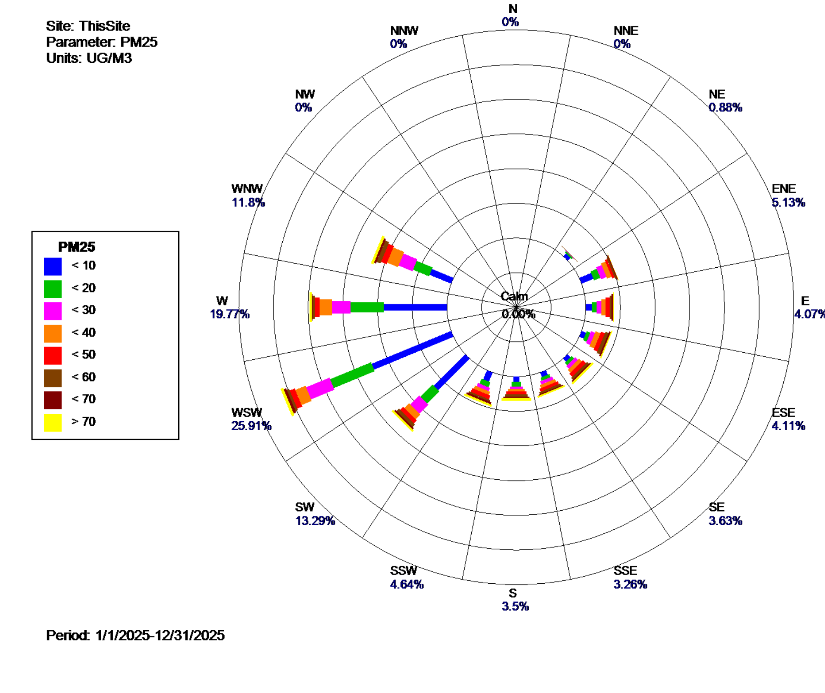 Site: ThisSite
Parameter: PM25
Units: UG/M3
N
0%
NNW
0%
NNE
0%
NW
0%
NE
0.88%
WNW
11.8%
ENE
5.13%
PM25
< 10
< 20
< 30
< 40
< 50
< 60
< 70
> 70
Calm
0.00%
W
19.77%
E
4.07%
WSW
25.91%
ESE
4.11%
SW
13.29%
SE
3.63%
SSW
4.64%
SSE
3.26%
S
3.5%
Period: 1/1/2025-12/31/2025